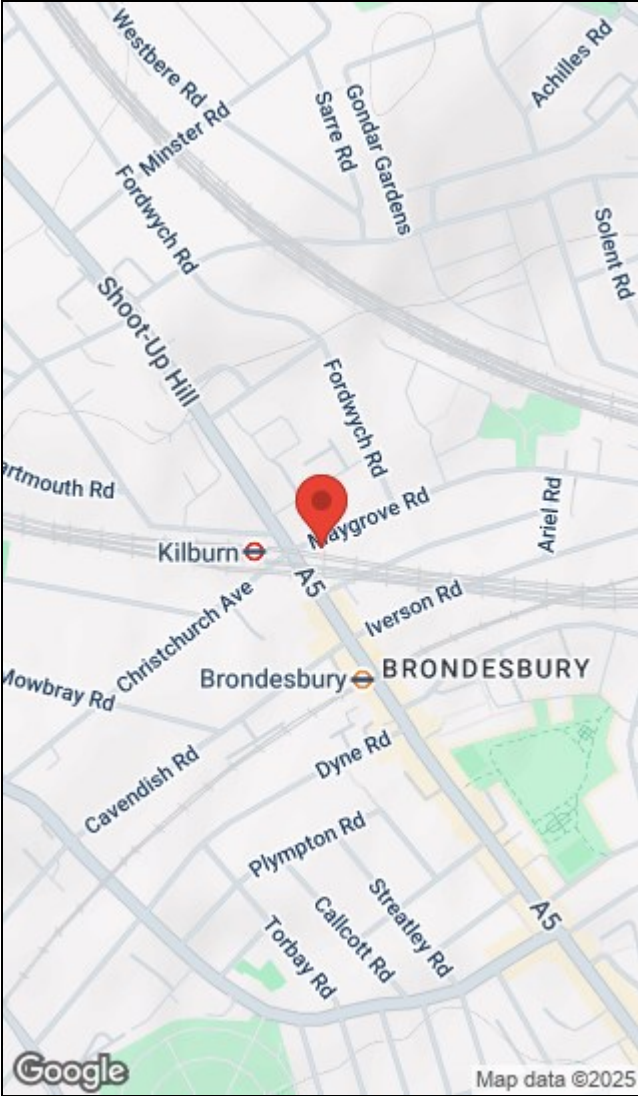 Westbere Rd
Achilles Rd
Minster Rd
Sarre Rd
Gondar Gardens
Fordwych Rd
Solent Rd
Shoot-Up Hill
Fordwych Rd
artmouth Rd
Maygrove Rd
Ariel Rd
Kilburn
A5
Christchurch Ave
Iverson Rd
Mowbray Rd
Brondesbury
BRONDESBURY
Cavendish Rd
Dyne Rd
Plympton Rd
Streatley Rd
Callcott Rd
Torbay Rd
A5
Google
Map data ©2025